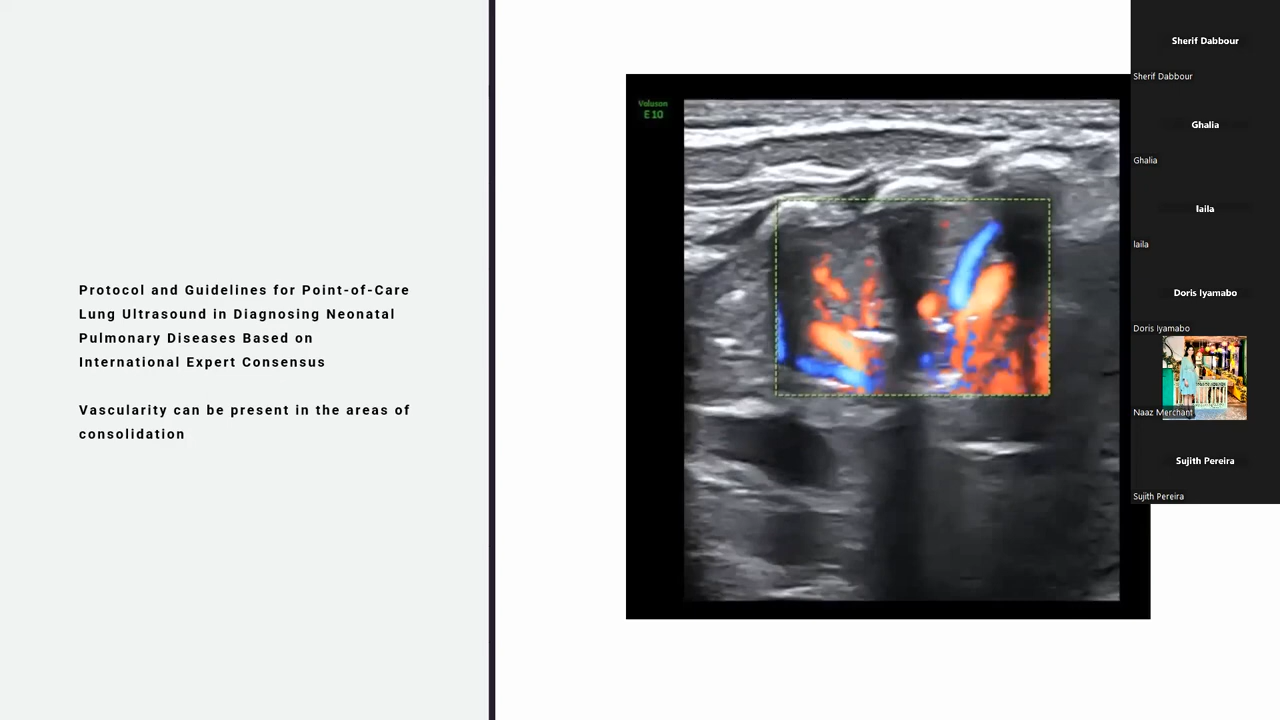 Protocol and Guidelines for Point-of-Care
Lung Ultrasound in Diagnosing Neonatal
Pulmonary Diseases Based on
International Expert Consensus
Vascularity can be present in the areas of
consolidation
Voluson
E10
Sherif Dabbour
Sherif Dabbour
Ghalia
Ghalia
laila
laila
Doris Iyamabo
Doris Iyamabo
Naaz Merchant
Sujith Pereira
Sujith Pereira